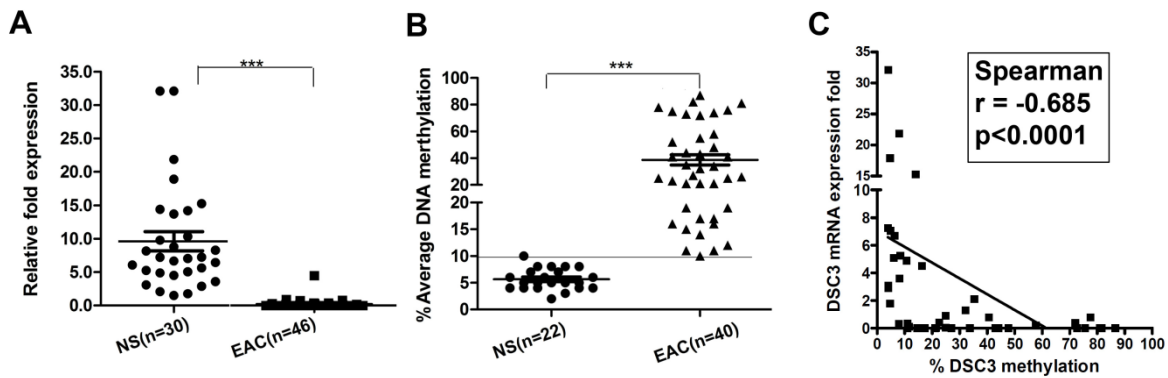 A
***
Relative fold expression
35.0
30.0
25.0
20.0
15.0
10.0
5.0
0.0
NS(n=30)
EAC(n=46)
B
***
% Average DNA merthylation
100
80
60
40
20
20
15
10
5
0
NS(n=22)
EAC(n=40)
C
DSC3 mRNA expression fold
35
30
25
20
15
8
6
4
2
0
Spearman
r = -0.685
p<0.0001
0 10 20 30 40 50 60 70 80 90 100
% DSC3 methylation